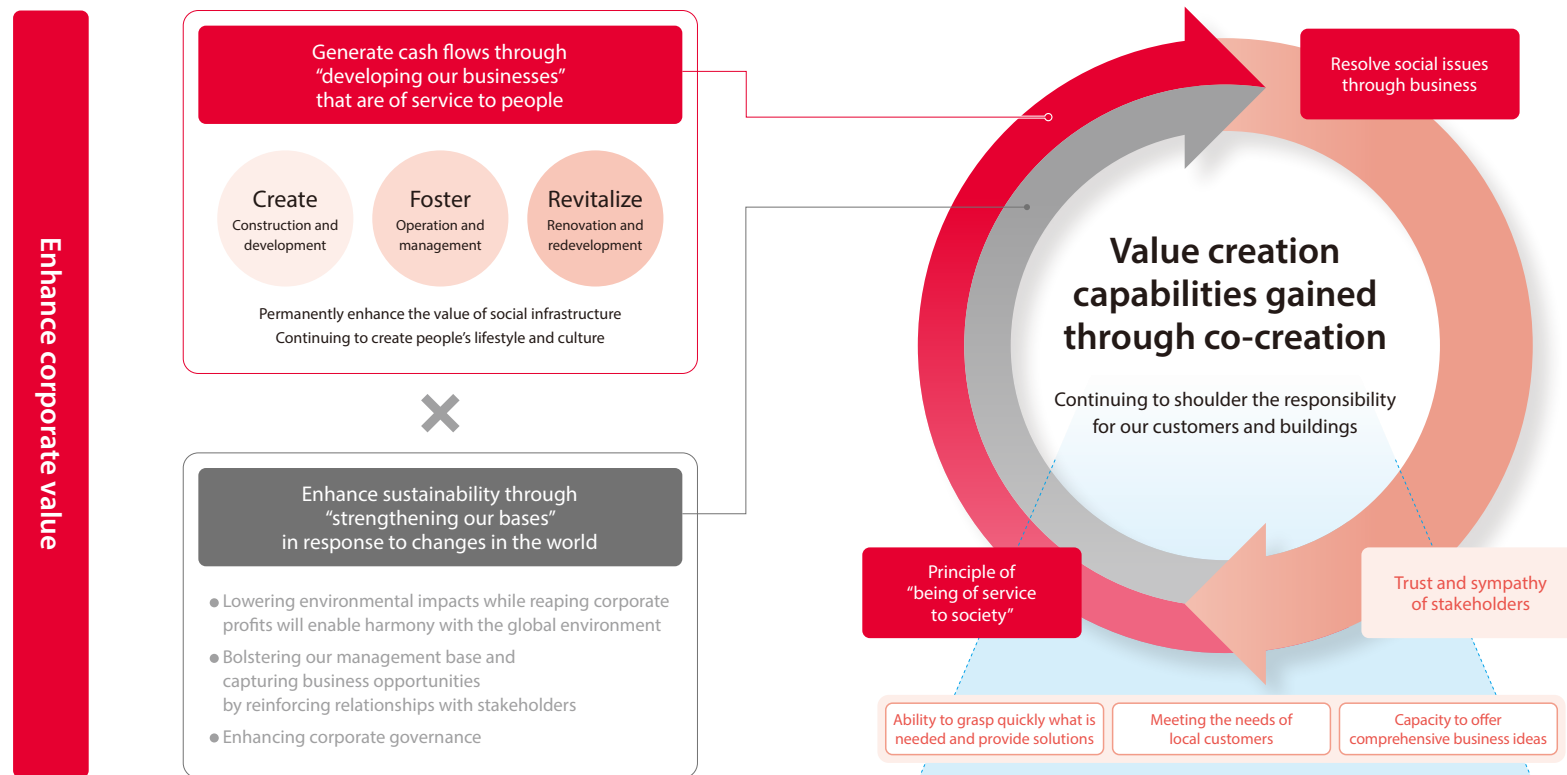 Enhance corporate value
Generate cash flows through
“developing our businesses”
that are of service to people
Create
Construction and
development
Foster
Operation and
management
Revitalize
Renovation and
redevelopment
Permanently enhance the value of social infrastructure
Continuing to create people’s lifestyle and culture
×
Enhance sustainability through
“strengthening our bases”
in response to changes in the world
● Lowering environmental impacts while reaping corporate
profits will enable harmony with the global environment
● Bolstering our management base and
capturing business opportunities
by reinforcing relationships with stakeholders
● Enhancing corporate governance
Resolve social issues
through business
Value creation
capabilities gained
through co-creation
Continuing to shoulder the responsibility
for our customers and buildings
Principle of
“being of service
to society”
Trust and sympathy
of stakeholders
Ability to grasp quickly what is
needed and provide solutions
Meeting the needs of
local customers
Capacity to offer
comprehensive business ideas